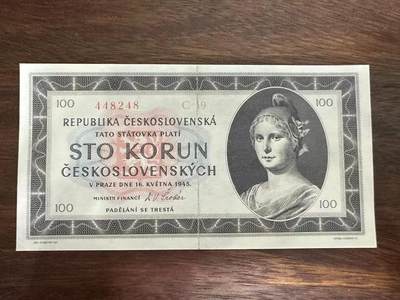 100
448248 C-39
100
REPUBLIKA ČESKOSLOVENSKÁ
TATO STÁTOVKA PLATÍ
STO KORUN
ČESKOSLOVENSKÝCH
V PRAZE DNE 16. KVĚTNA 1945.
MINISTR FINANCÍ
100
PADĚLÁNÍ SE TRESTÁ
100